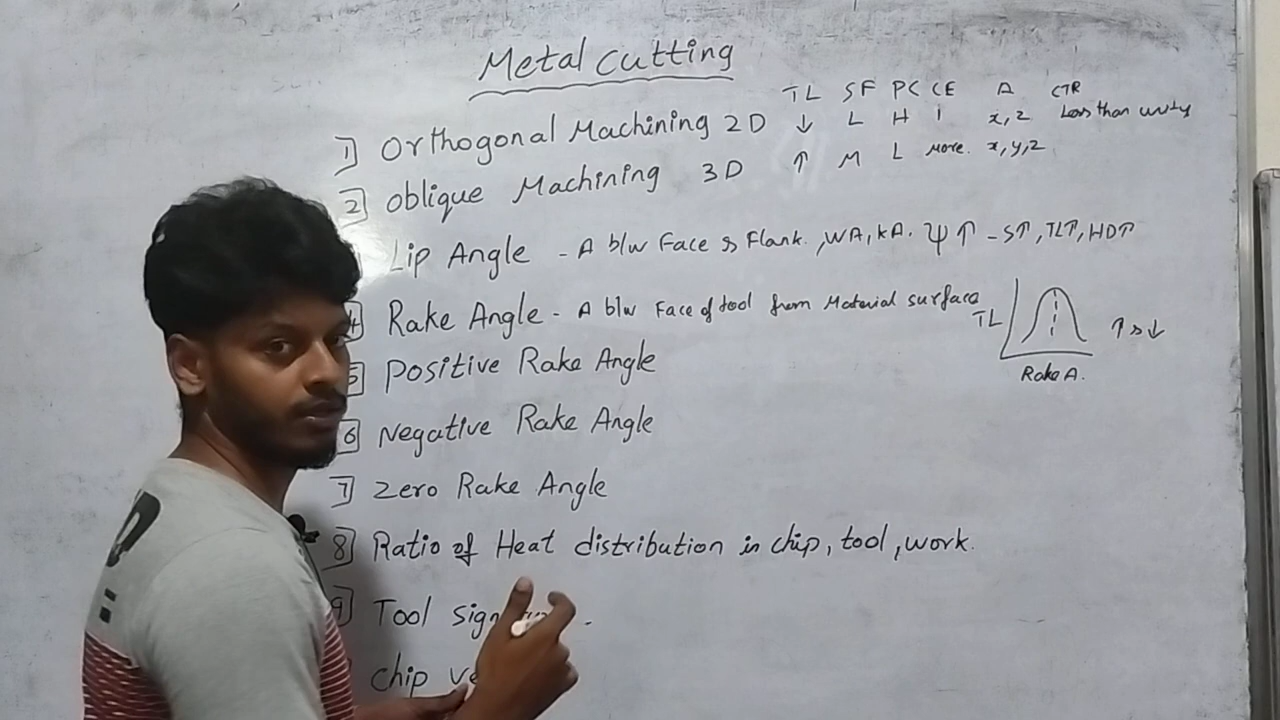 Metal cutting
TL SF PC CE A CTR
1] Orthogonal Machining 2D ↓ L H 1 x,z Less than unity
2] Oblique Machining 3D ↑ M L More. x,y,z
Lip Angle - A b/w Face & Flank. ,WA, KA. ψ ↑ - S↑, TL↑, HD↑
4] Rake Angle - A b/w Face of tool from Material surface
TL ↑ & ↓
Rake A.
5] Positive Rake Angle
6] Negative Rake Angle
7] Zero Rake Angle
8] Ratio of Heat distribution in chip, tool, work.
9] Tool
chip